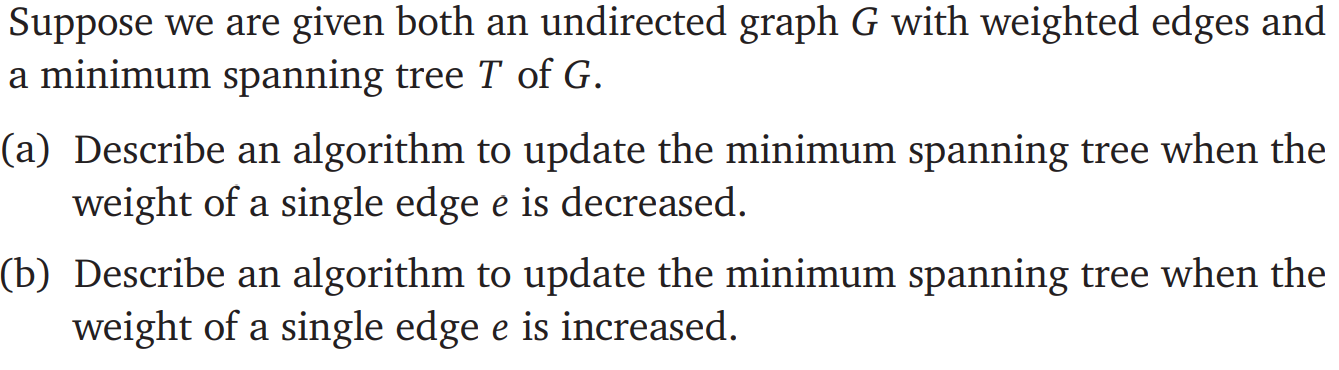 Suppose we are given both an undirected graph G with weighted edges and
a minimum spanning tree T of G.
(a) Describe an algorithm to update the minimum spanning tree when the
weight of a single edge e is decreased.
(b) Describe an algorithm to update the minimum spanning tree when the
weight of a single edge e is increased.